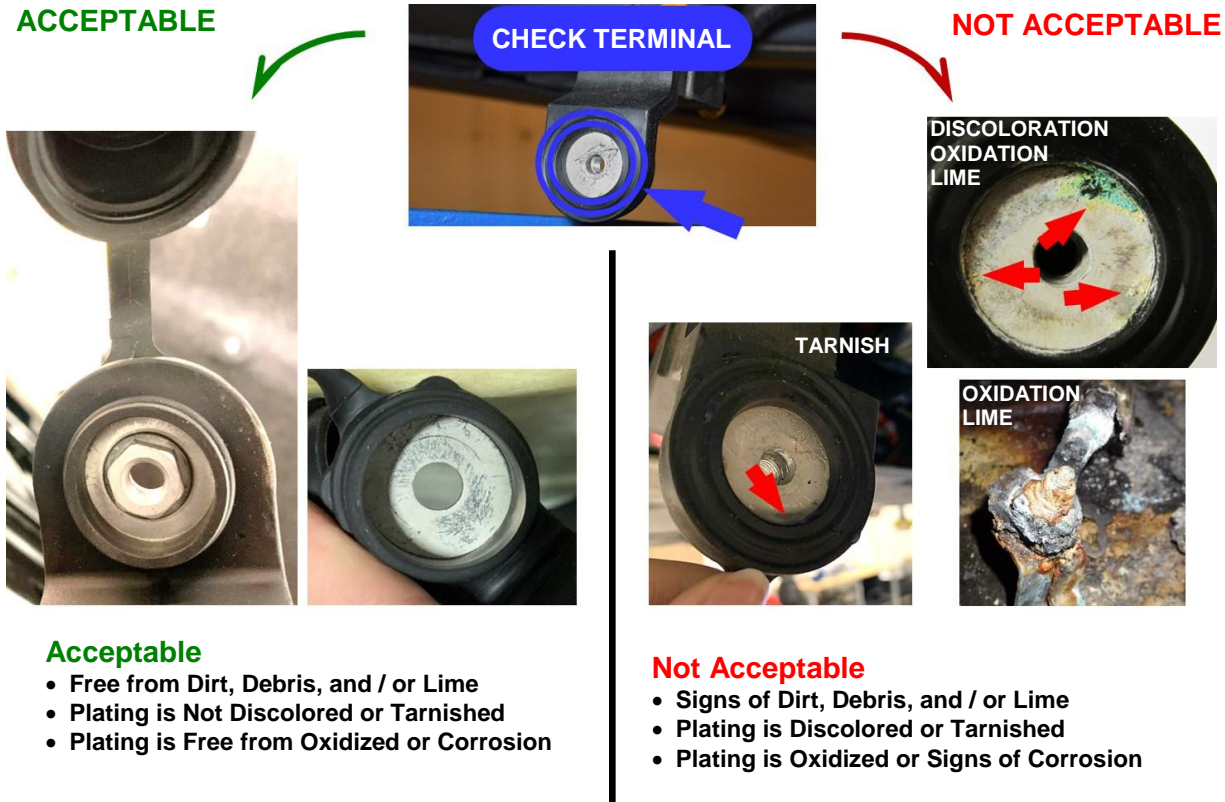 ACCEPTABLE
CHECK TERMINAL
NOT ACCEPTABLE
DISCOLORATION
OXIDATION
LIME
TARNISH
OXIDATION
LIME
Acceptable
• Free from Dirt, Debris, and / or Lime
• Plating is Not Discolored or Tarnished
• Plating is Free from Oxidized or Corrosion
Not Acceptable
• Signs of Dirt, Debris, and / or Lime
• Plating is Discolored or Tarnished
• Plating is Oxidized or Signs of Corrosion